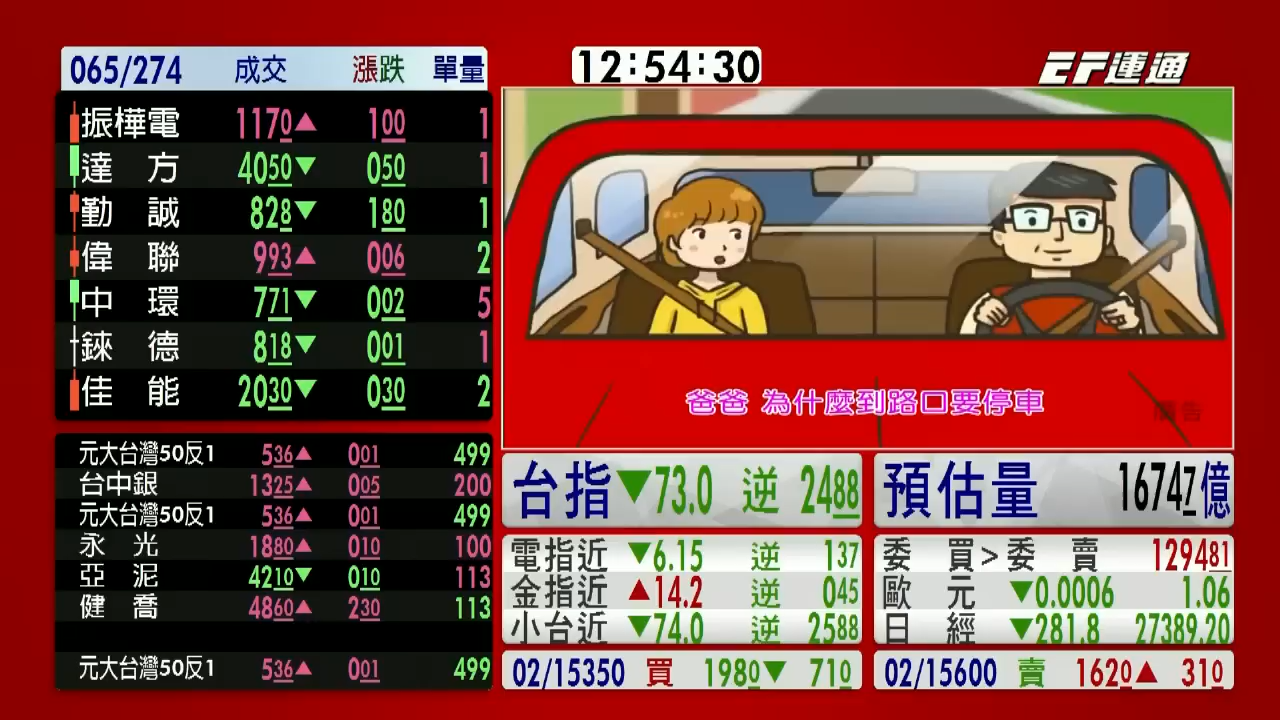 12:54:30
EF運通
065/274 成交 漲跌 單量
振樺電 1170▲ 100 1
達方 4050▼ 050 1
勤誠 828▼ 180 1
偉聯 993▲ 006 2
中環 771▼ 002 5
錸德 818▼ 001 1
佳能 2030▼ 030 2
元大台灣50反1 536▲ 001 499
台中銀 1325▲ 005 200
元大台灣50反1 536▲ 001 499
永光 1880▲ 010 100
亞泥 4210▼ 010 113
健喬 4860▲ 230 113
元大台灣50反1 536▲ 001 499
爸爸 為什麼到路口要停車
廣告
台指▼73.0 逆 2488
電指近 ▼6.15 逆 137
金指近 ▲14.2 逆 045
小台近 ▼74.0 逆 2588
02/15350 買 1980▼ 710
預估量 16747億
委買>委賣 129481
歐元 ▼0.0006 1.06
日經 ▼281.8 27389.20
02/15600 賣 1620▲ 310